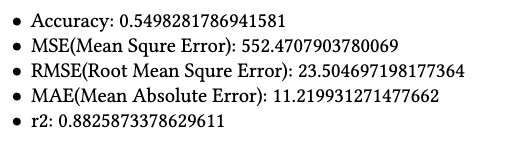 • Accuracy: 0.5498281786941581
• MSE(Mean Squre Error): 552.4707903780069
• RMSE(Root Mean Squre Error): 23.504697198177364
• MAE(Mean Absolute Error): 11.219931271477662
• r2: 0.8825873378629611